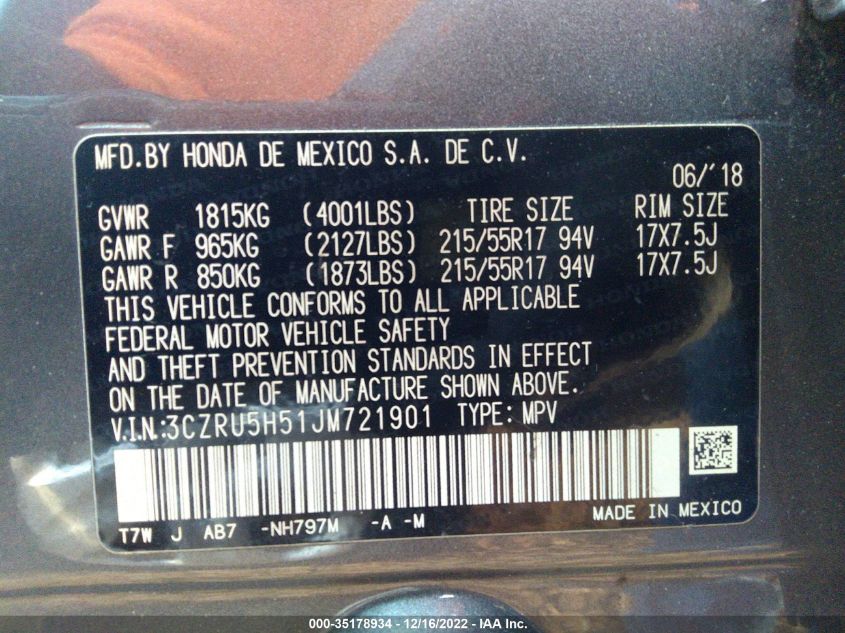 MFD.BY HONDA DE MEXICO S.A. DE C.V.
06/'18
GVWR 1815KG (4001LBS) TIRE SIZE RIM SIZE
GAWR F 965KG (2127LBS) 215/55R17 94V 17X7.5J
GAWR R 850KG (1873LBS) 215/55R17 94V 17X7.5J
THIS VEHICLE CONFORMS TO ALL APPLICABLE
FEDERAL MOTOR VEHICLE SAFETY
AND THEFT PREVENTION STANDARDS IN EFFECT
ON THE DATE OF MANUFACTURE SHOWN ABOVE.
V.I.N.:3CZRU5H51JM721901 TYPE: MPV
T7W J AB7 -NH797M -A -M
MADE IN MEXICO
000-35178934 - 12/16/2022 - IAA Inc.